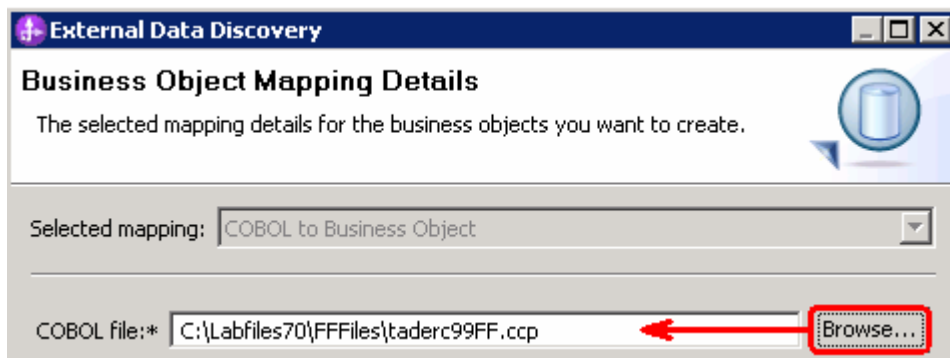 External Data Discovery
Business Object Mapping Details
The selected mapping details for the business objects you want to create.
Selected mapping: COBOL to Business Object
COBOL file:* C:\Labfiles70\FFFiles\taderc99FF.ccp Browse...